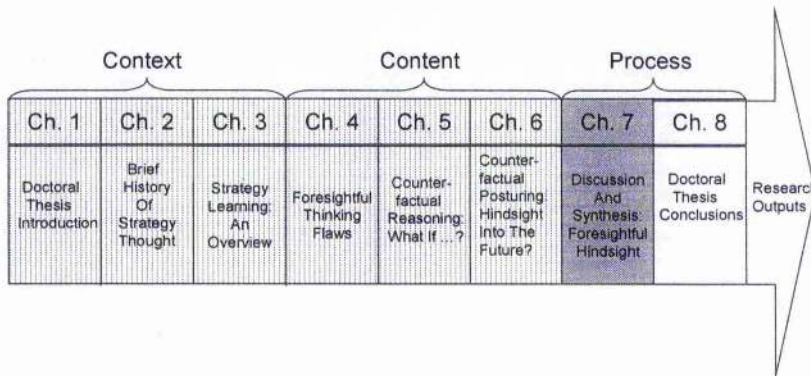 Context Content Process
Ch. 1 Ch. 2 Ch. 3 Ch. 4 Ch. 5 Ch. 6 Ch. 7 Ch. 8
Doctoral
Thesis
Introduction
Brief
History
Of
Strategy
Thought
Strategy
Learning:
An
Overview
Foresightful
Thinking
Flaws
Counter-
factual
Reasoning:
What If ...?
Counter-
factual
Posturing:
Hindsight
Into The
Future?
Discussion
And
Synthesis:
Foresightful
Hindsight
Doctoral
Thesis
Conclusions
Research
Outputs